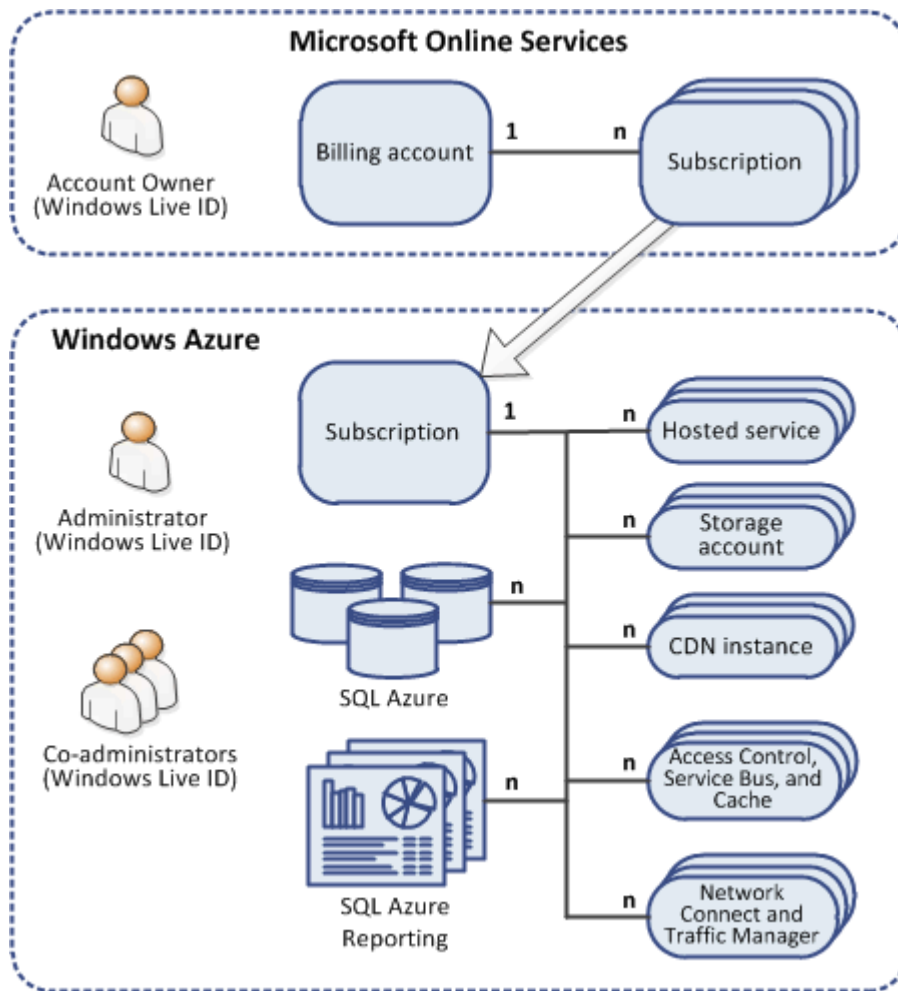 Microsoft Online Services
Account Owner
(Windows Live ID)
Billing account
1
n
Subscription
Windows Azure
Administrator
(Windows Live ID)
Co-administrators
(Windows Live ID)
Subscription
1
n
Hosted service
n
Storage
account
n
SQL Azure
n
CDN instance
n
SQL Azure
Reporting
n
Access Control,
Service Bus, and
Cache
n
Network
Connect and
Traffic Manager